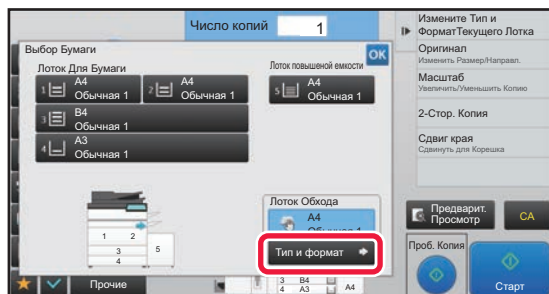 Число копий 1
Выбор Бумаги
OK
Лоток Для Бумаги
1 A4
Обычная 1
2 A4
Обычная 1
3 B4
Обычная 1
4 A3
Обычная 1
Лоток повышеной емкости
5 A4
Обычная 1
1 2
3
4
5
Лоток Обхода
A4
Обычная 1
Тип и формат
Прочие
3 B4
4 A3
A4
Измените Тип и
ФорматТекущего Лотка
Оригинал
Изменить Размер/Направл.
Масштаб
Увеличить/Уменьшить Копию
2-Стор. Копия
Сдвиг края
Сдвинуть для Корешка
Предварит.
Просмотр
CA
Проб. Копия
Старт